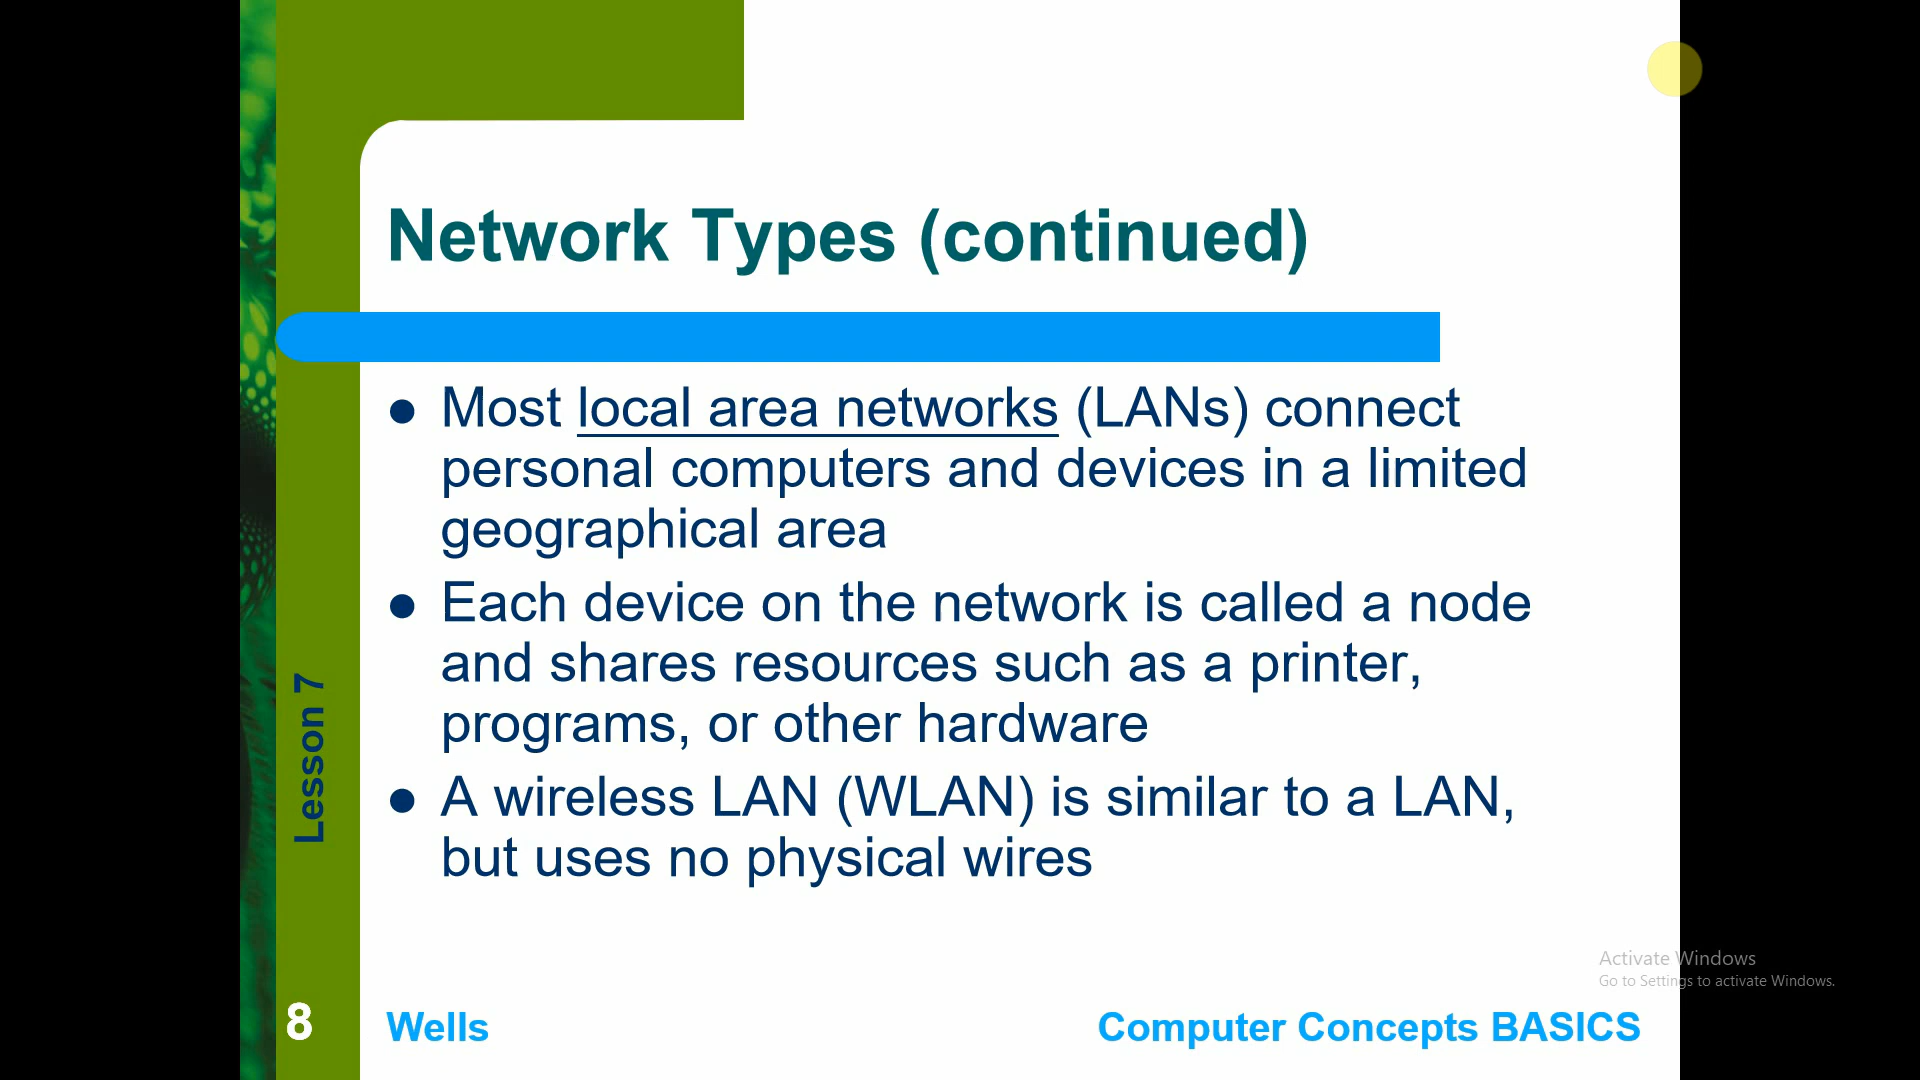 Network Types (continued)
● Most local area networks (LANs) connect
personal computers and devices in a limited
geographical area
● Each device on the network is called a node
and shares resources such as a printer,
programs, or other hardware
● A wireless LAN (WLAN) is similar to a LAN,
but uses no physical wires
Lesson 7
Activate Windows
Go to Settings to activate Windows.
8
Wells
Computer Concepts BASICS